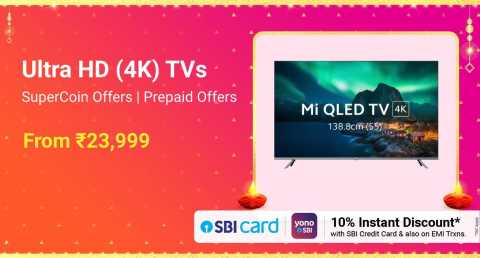 Ultra HD (4K) TVs
SuperCoin Offers | Prepaid Offers
From ₹23,999
Mi QLED TV 4K
138.8cm (55)
SBI card
yono
SBI
10% Instant Discount*
with SBI Credit Card & also on EMI Trxns.